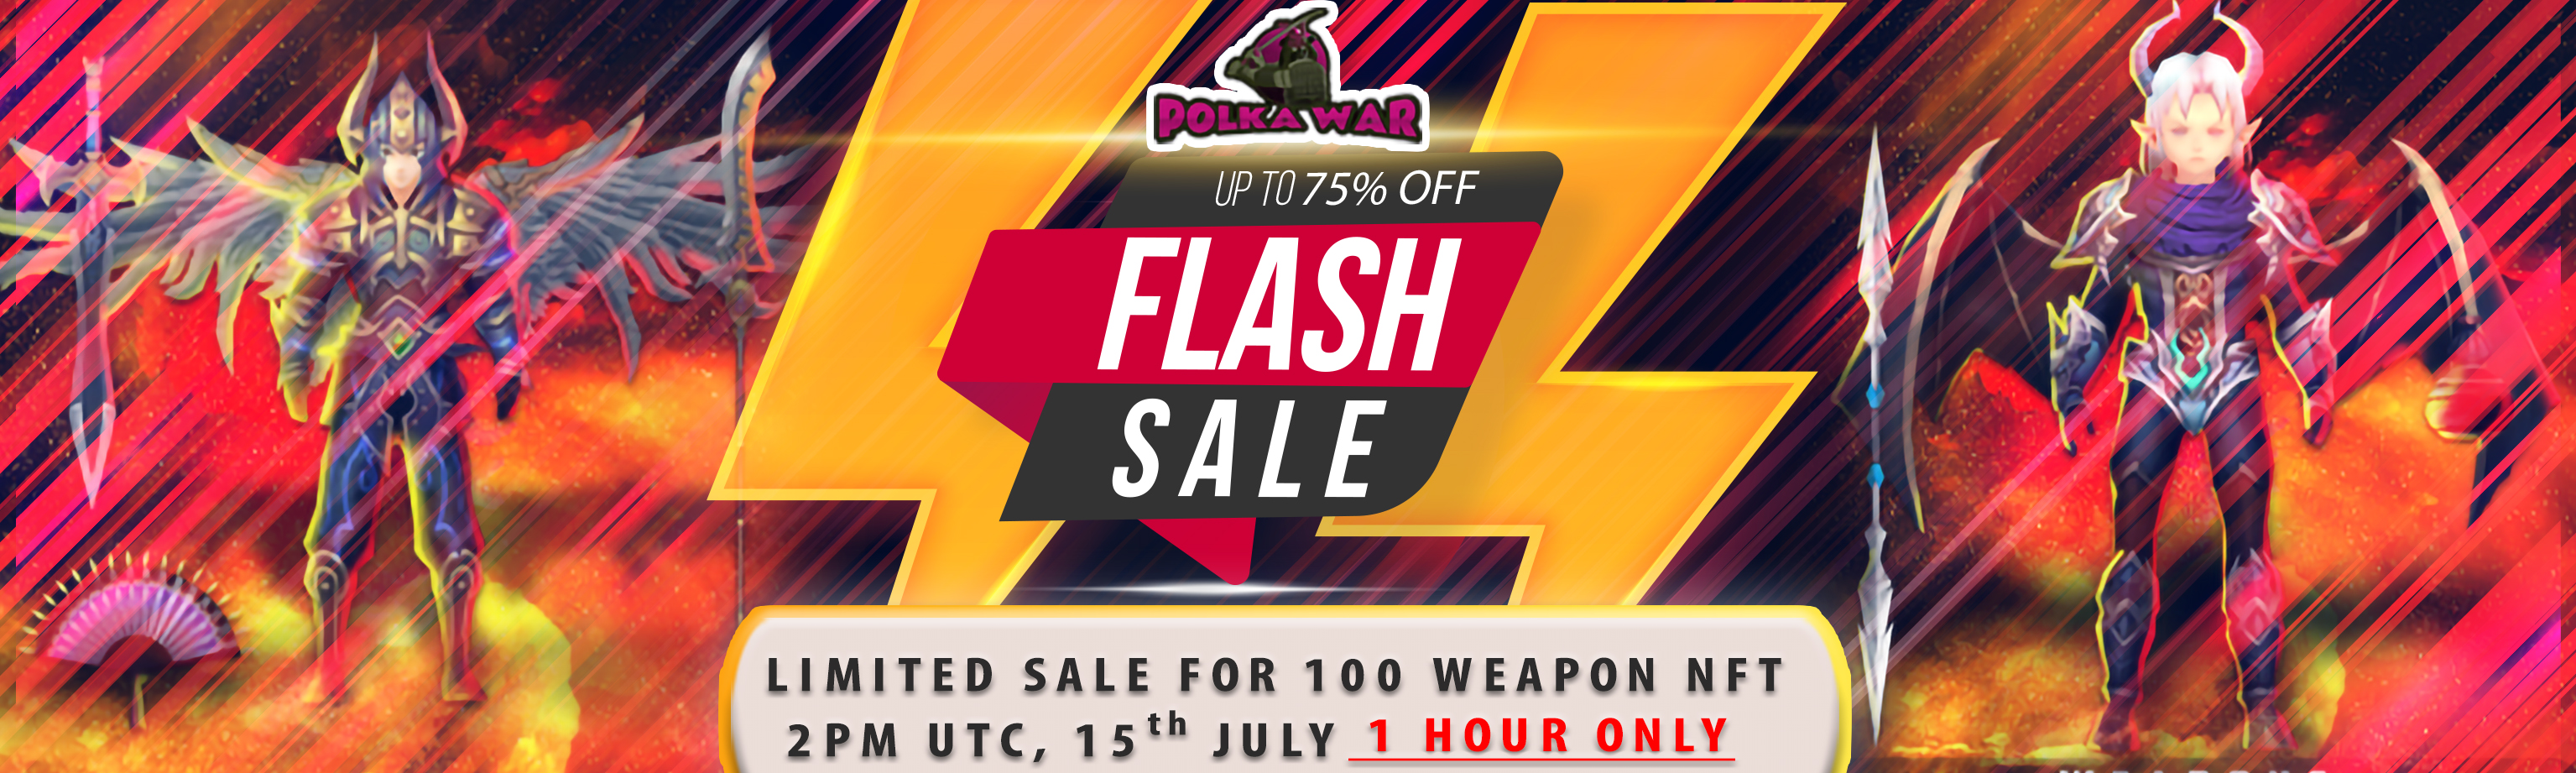 POLKA WAR
UP TO 75% OFF
FLASH
SALE
LIMITED SALE FOR 100 WEAPON NFT
2PM UTC, 15th JULY 1 HOUR ONLY